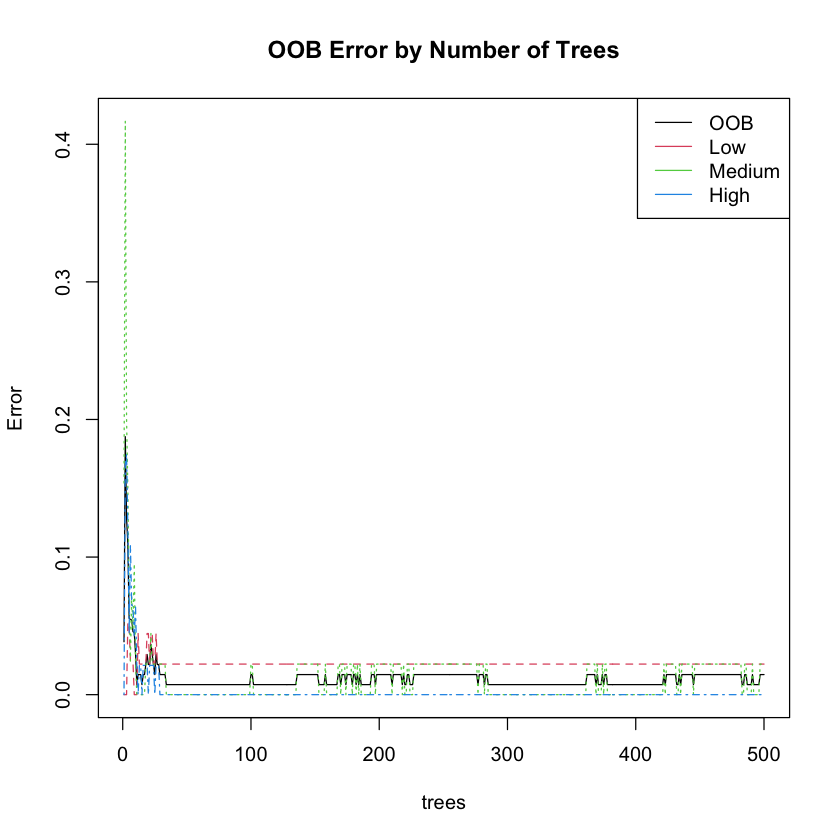 OOB Error by Number of Trees
OOB
Low
Medium
High
Error
0.4
0.3
0.2
0.1
0.0
0 100 200 300 400 500
trees